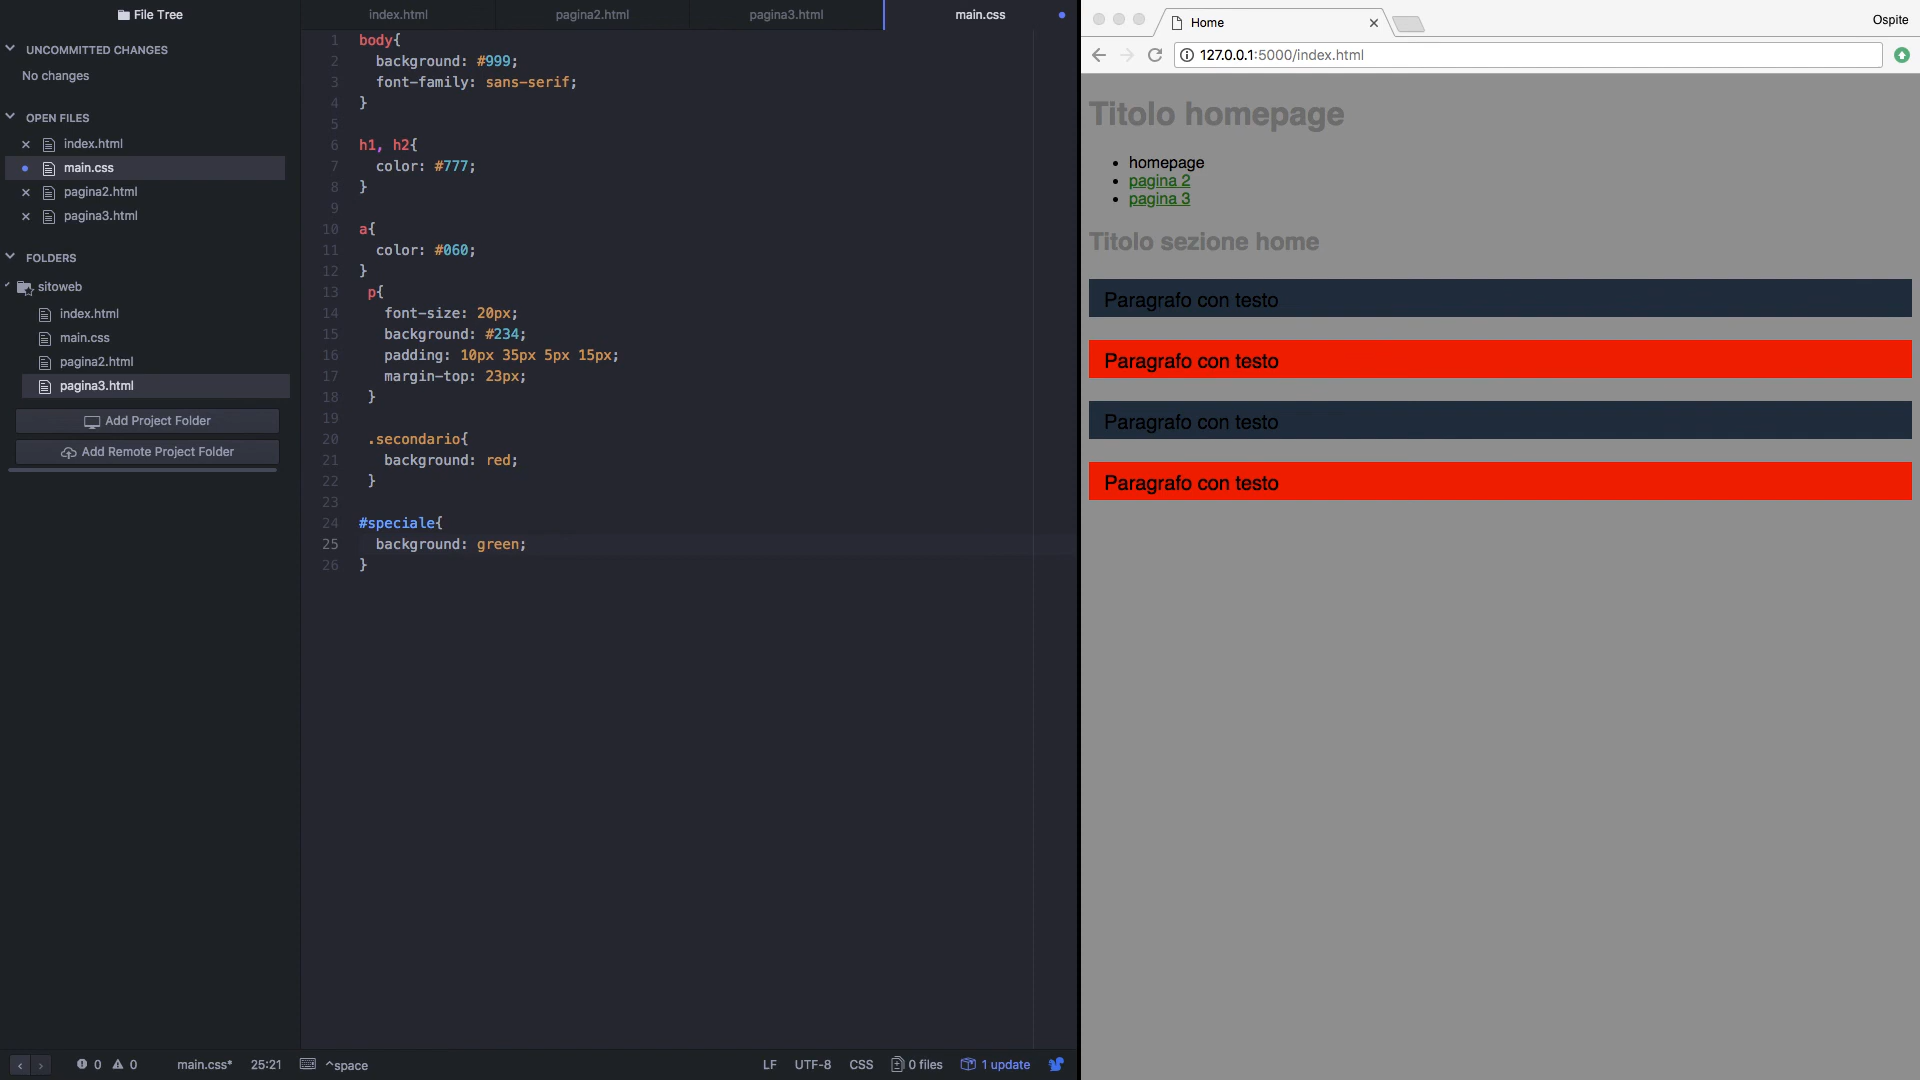 File Tree
UNCOMMITTED CHANGES
No changes
OPEN FILES
index.html
main.css
pagina2.html
pagina3.html
FOLDERS
sitoweb
index.html
main.css
pagina2.html
pagina3.html
Add Project Folder
Add Remote Project Folder
index.html pagina2.html pagina3.html main.css
1 body{
2 background: #999;
3 font-family: sans-serif;
4 }
5
6 h1, h2{
7 color: #777;
8 }
9
10 a{
11 color: #060;
12 }
13 p{
14 font-size: 20px;
15 background: #234;
16 padding: 10px 35px 5px 15px;
17 margin-top: 23px;
18 }
19
20 .secondario{
21 background: red;
22 }
23
24 #speciale{
25 background: green;
26 }
0 0 main.css* 25:21 ^space LF UTF-8 CSS 0 files 1 update
Home
Ospite
127.0.0.1:5000/index.html
Titolo homepage
homepage
pagina 2
pagina 3
Titolo sezione home
Paragrafo con testo
Paragrafo con testo
Paragrafo con testo
Paragrafo con testo